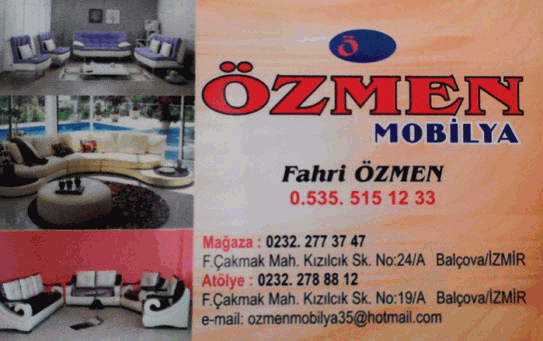 Ö
ÖZMEN
MOBİLYA
Fahri ÖZMEN
0.535. 515 12 33
Mağaza : 0232. 277 37 47
F.Çakmak Mah. Kızılcık Sk. No:24/A Balçova/İZMİR
Atölye : 0232. 278 88 12
F.Çakmak Mah. Kızılcık Sk. No:19/A Balçova/İZMİR
e-mail: ozmenmobilya35@hotmail.com